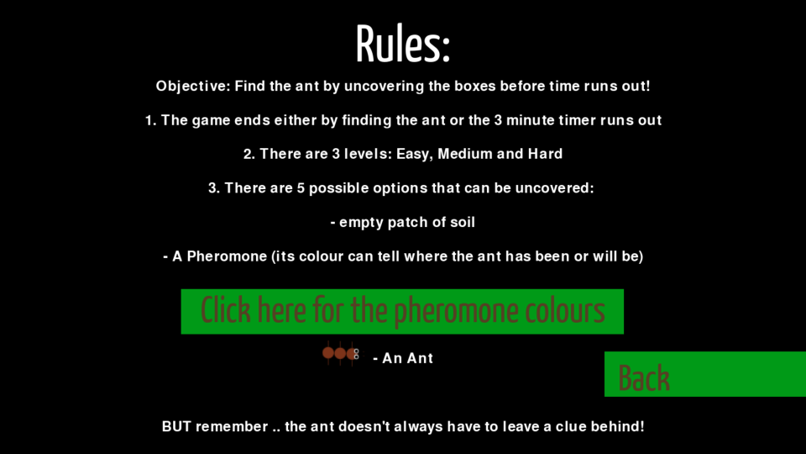 Rules:
Objective: Find the ant by uncovering the boxes before time runs out!
1. The game ends either by finding the ant or the 3 minute timer runs out
2. There are 3 levels: Easy, Medium and Hard
3. There are 5 possible options that can be uncovered:
- empty patch of soil
- A Pheromone (its colour can tell where the ant has been or will be)
Click here for the pheromone colours
- An Ant
Back
BUT remember .. the ant doesn't always have to leave a clue behind!